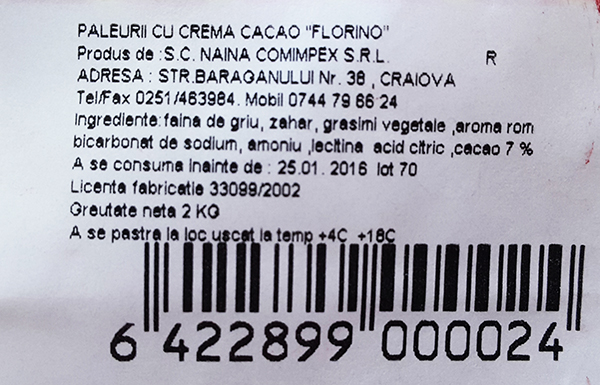 PALEURII CU CREMA CACAO "FLORINO"
Produs de :S.C. NAINA COMIMPEX S.R.L. R
ADRESA : STR.BARAGANULUI Nr. 38 , CRAIOVA
Tel/Fax 0251/463984. Mobil 0744 79 66 24
Ingrediente:faina de griu, zahar, grasimi vegetale ,aroma rom
bicarbonat de sodium, amoniu ,lecitina acid citric ,cacao 7 %
A se consuma inainte de : 25.01. 2016 lot 70
Licenta fabricatie 33099/2002
Greutate neta 2 KG
A se pastra la loc uscat la temp +4C +18C
6 422899 000024